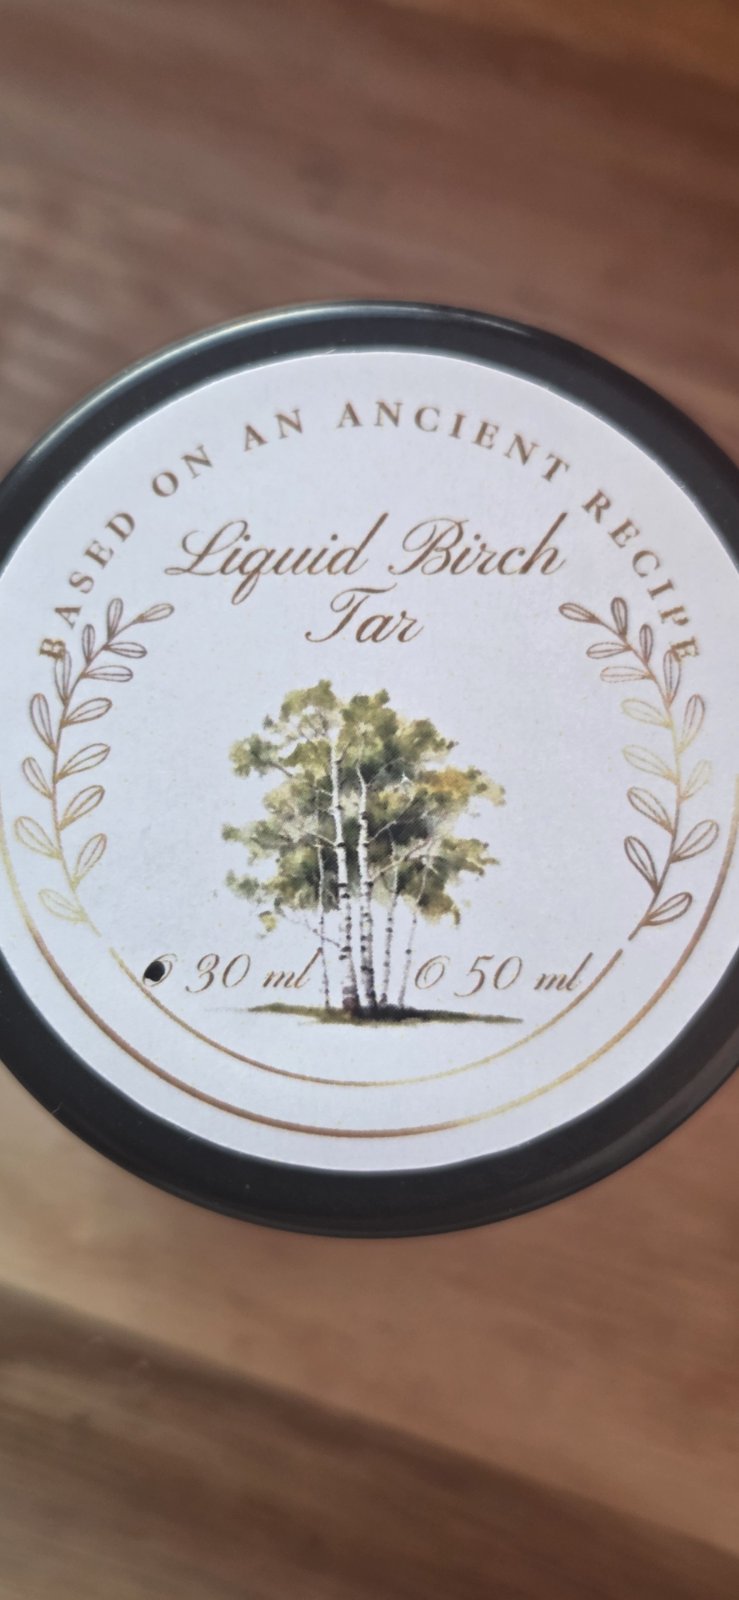 BASED ON AN ANCIENT RECIPE
Liquid Birch
Tar
30 ml 50 ml